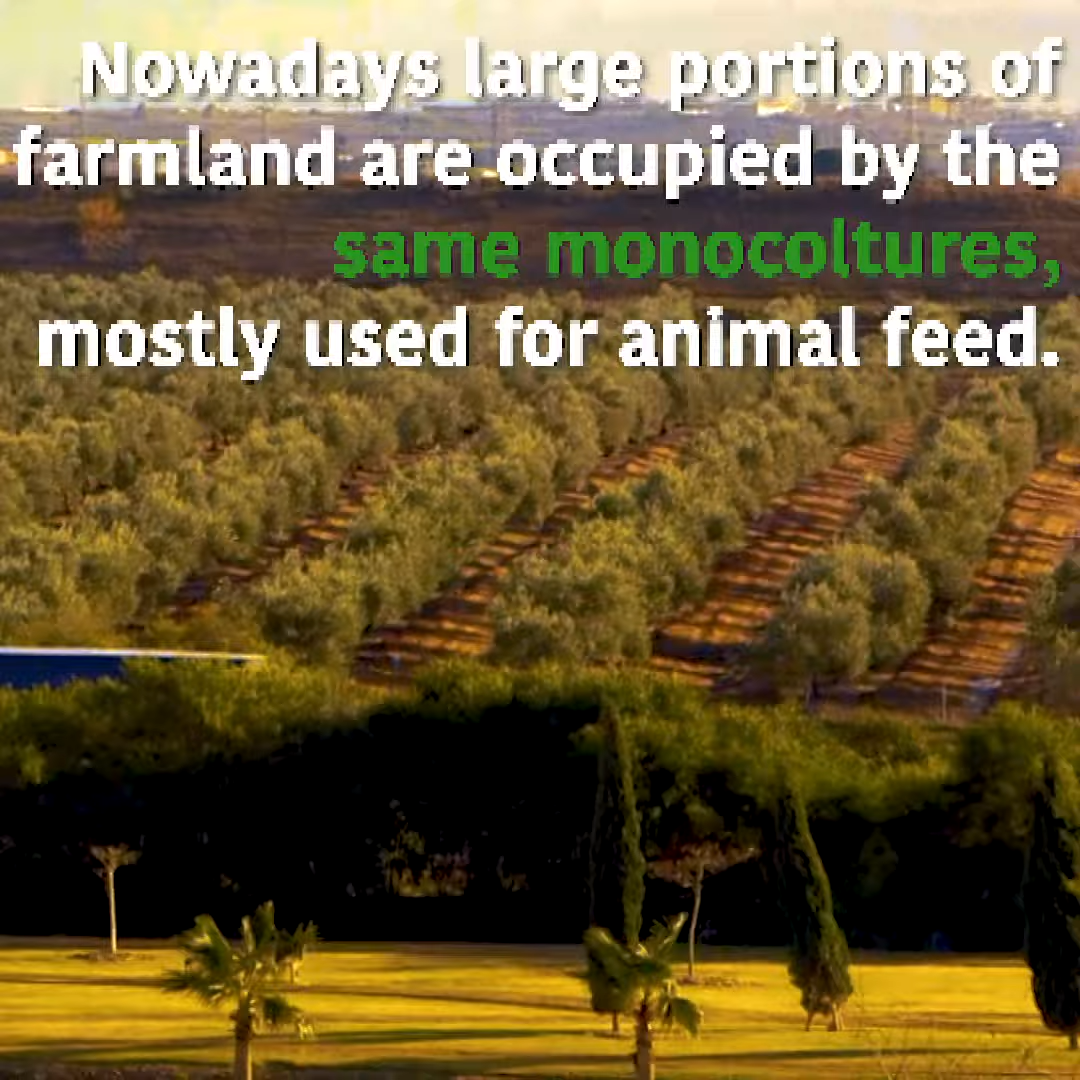 Nowadays large portions of
farmland are occupied by the
same monocoltures,
mostly used for animal feed.